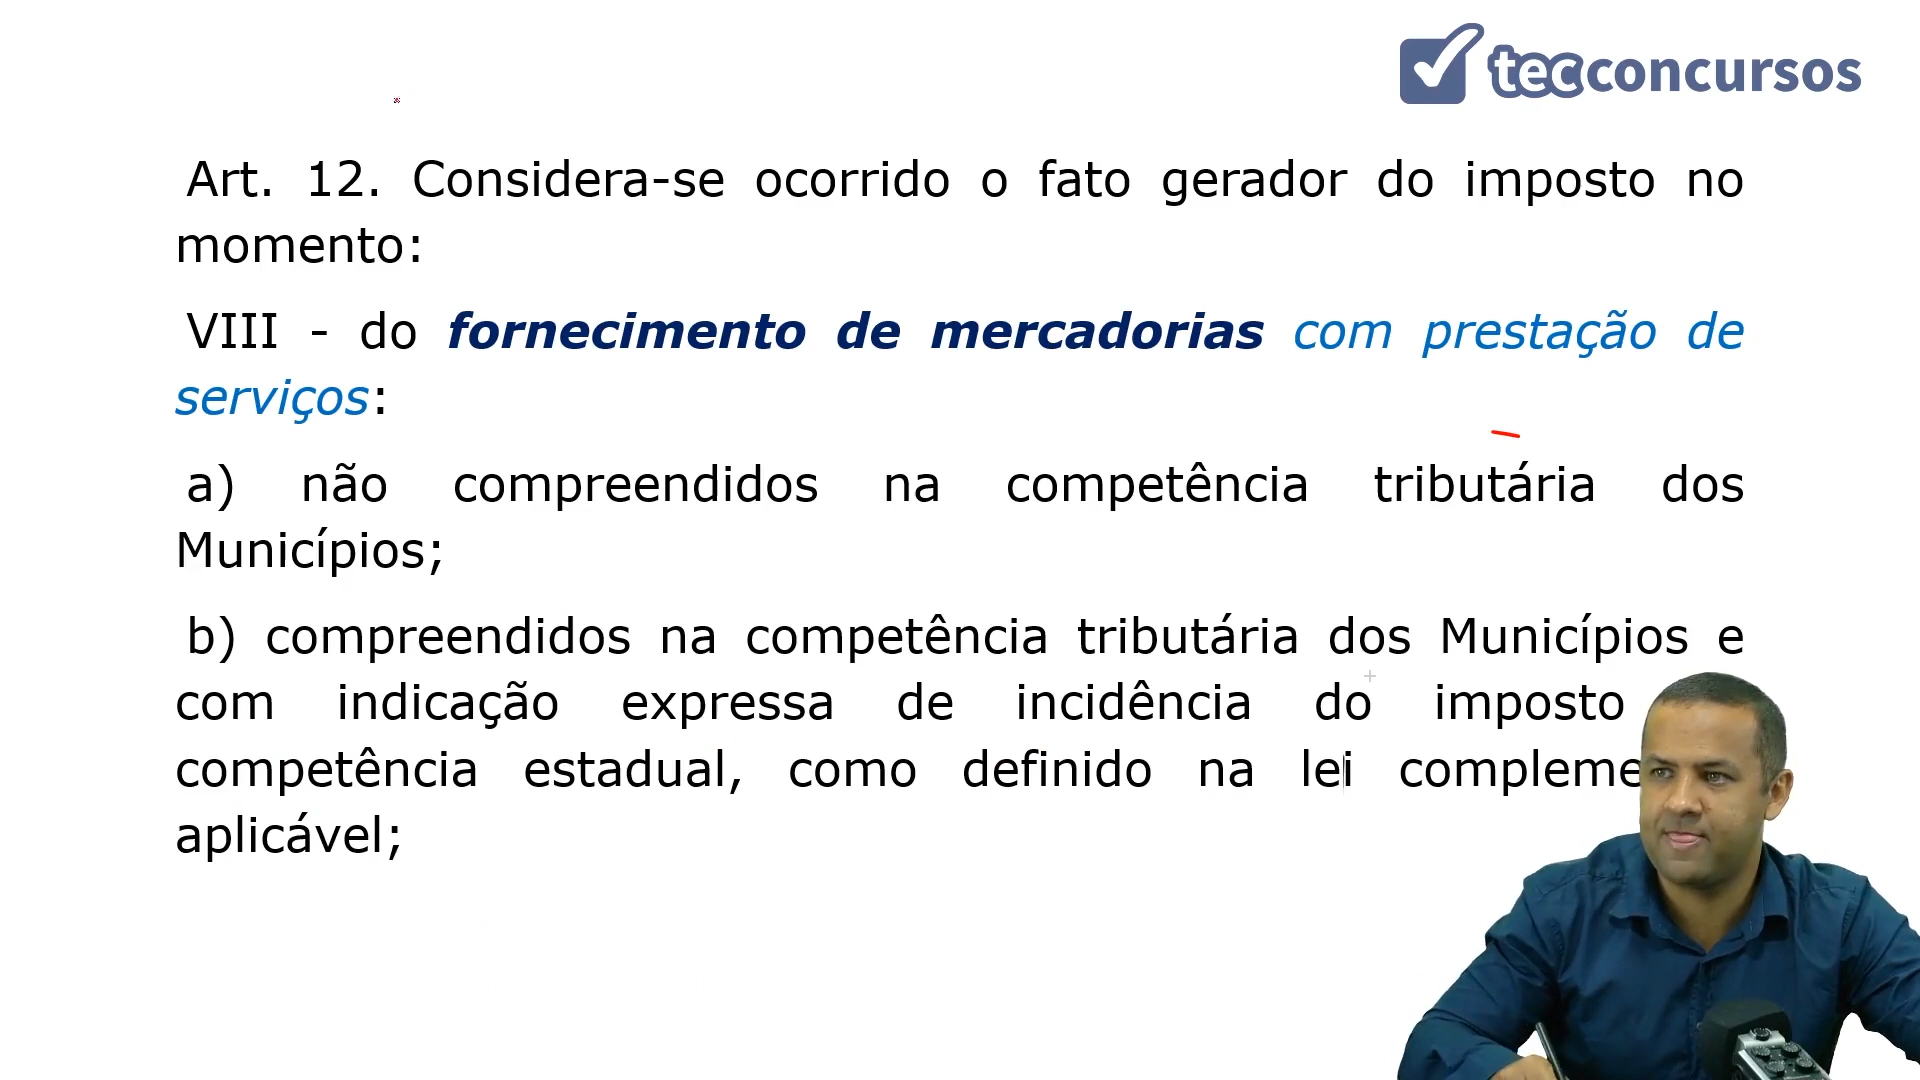 tecconcursos
Art. 12. Considera-se ocorrido o fato gerador do imposto no
momento:
VIII - do fornecimento de mercadorias com prestação de
serviços:
a) não compreendidos na competência tributária dos
Municípios;
b) compreendidos na competência tributária dos Municípios e
com indicação expressa de incidência do imposto
competência estadual, como definido na lei
aplicável;